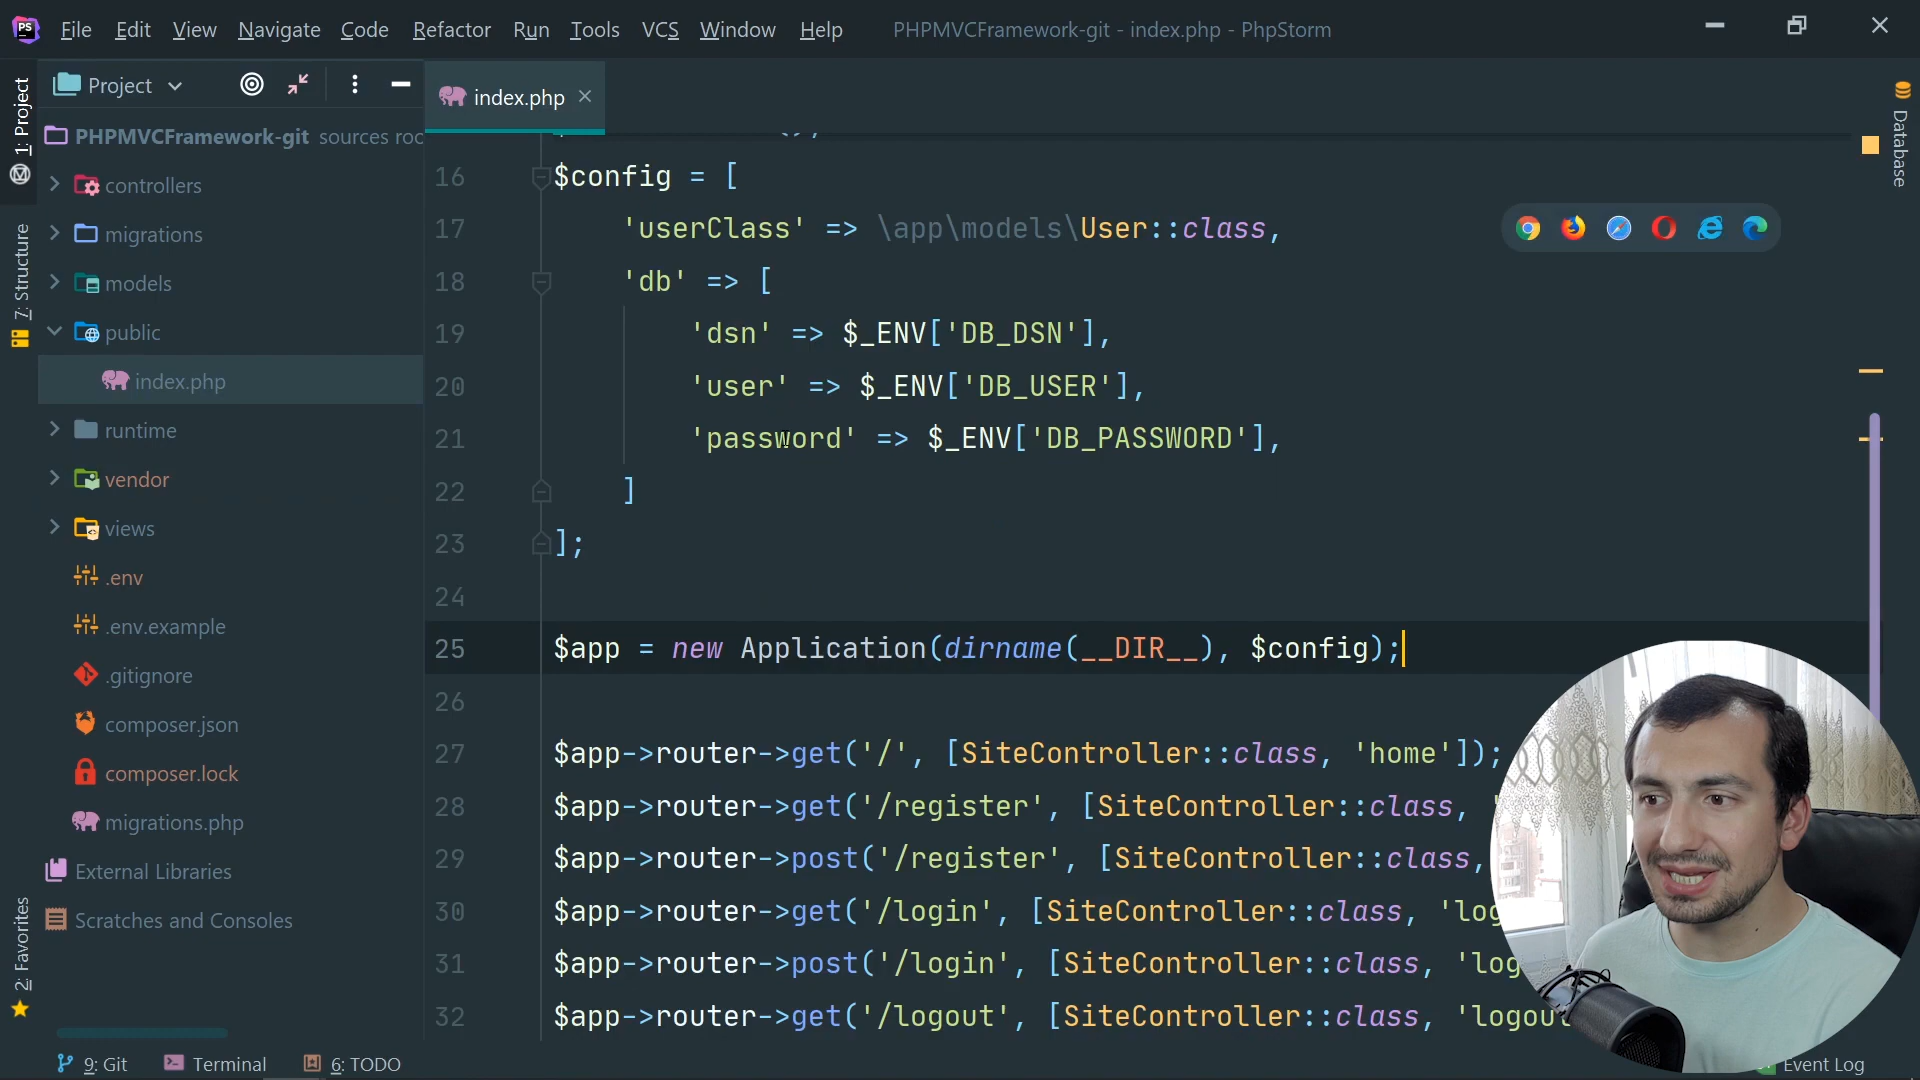 PS File Edit View Navigate Code Refactor Run Tools VCS Window Help PHPMVCFramework-git - index.php - PhpStorm
1: Project
7: Structure
2: Favorites
Project
PHPMVCFramework-git sources roo
controllers
migrations
models
public
index.php
runtime
vendor
views
.env
.env.example
.gitignore
composer.json
composer.lock
migrations.php
External Libraries
Scratches and Consoles
index.php
16 $config = [
17 'userClass' => \app\models\User::class,
18 'db' => [
19 'dsn' => $_ENV['DB_DSN'],
20 'user' => $_ENV['DB_USER'],
21 'password' => $_ENV['DB_PASSWORD'],
22 ]
23 ];
24
25 $app = new Application(dirname(__DIR__), $config);
26
27 $app->router->get('/', [SiteController::class, 'home']);
28 $app->router->get('/register', [SiteController::class, '
29 $app->router->post('/register', [SiteController::class,
30 $app->router->get('/login', [SiteController::class, 'log
31 $app->router->post('/login', [SiteController::class, 'log
32 $app->router->get('/logout', [SiteController::class, 'logout
Database
9: Git Terminal 6: TODO Event Log